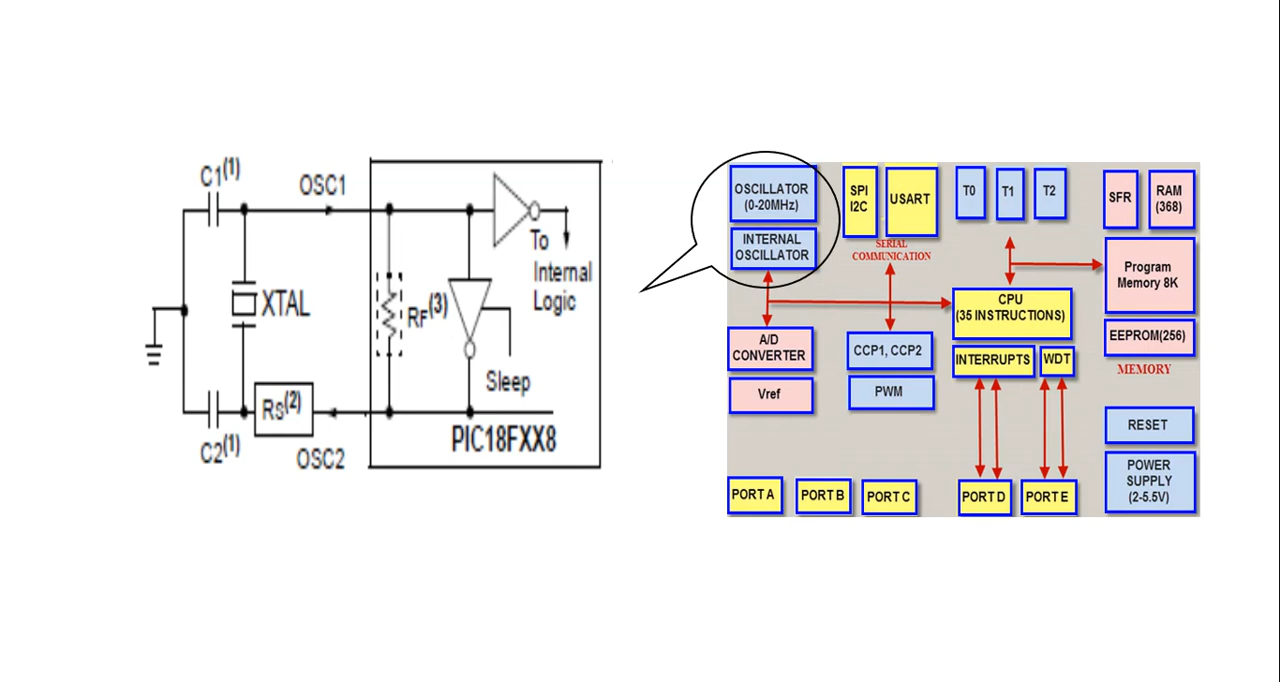 C1(1)
OSC1
To
Internal
Logic
XTAL
RF(3)
Sleep
RS(2)
C2(1)
OSC2
PIC18FXX8
OSCILLATOR
(0-20MHz)
INTERNAL
OSCILLATOR
SPI
I2C
USART
SERIAL
COMMUNICATION
T0
T1
T2
SFR
RAM
(368)
Program
Memory 8K
CPU
(35 INSTRUCTIONS)
EEPROM(256)
MEMORY
A/D
CONVERTER
Vref
CCP1, CCP2
PWM
INTERRUPTS
WDT
RESET
POWER
SUPPLY
(2-5.5V)
PORT A
PORT B
PORT C
PORT D
PORT E